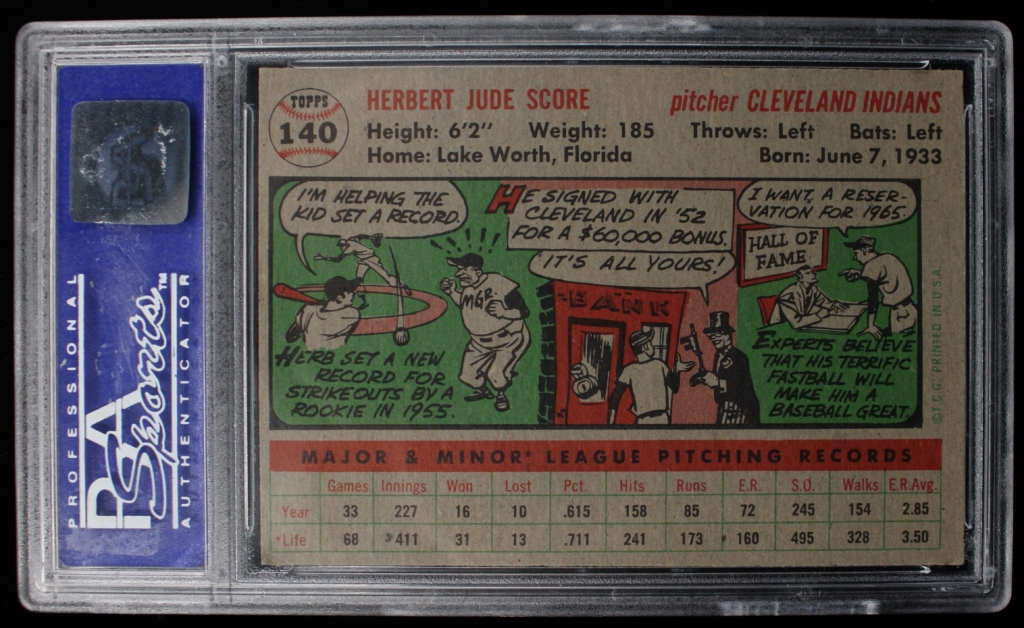 PROFESSIONAL
PSA Sports™
AUTHENTICATOR
TOPPS
140
HERBERT JUDE SCORE
pitcher CLEVELAND INDIANS
Height: 6'2" Weight: 185 Throws: Left Bats: Left
Home: Lake Worth, Florida Born: June 7, 1933
I'M HELPING THE
KID SET A RECORD.
MGR.
HERB SET A NEW
RECORD FOR
STRIKEOUTS BY A
ROOKIE IN 1955.
HE SIGNED WITH
CLEVELAND IN '52
FOR A $60,000 BONUS.
IT'S ALL YOURS!
BANK
I WANT A RESER-
VATION FOR 1965.
HALL OF
FAME
EXPERTS BELIEVE
THAT HIS TERRIFIC
FASTBALL WILL
MAKE HIM A
BASEBALL GREAT.
© T.C.G. PRINTED IN U.S.A.
MAJOR & MINOR* LEAGUE PITCHING RECORDS
Games Innings Won Lost Pct. Hits Runs E.R. S.O. Walks E.R.Avg.
Year 33 227 16 10 .615 158 85 72 245 154 2.85
*Life 68 *411 31 13 .711 241 173 *160 495 328 3.50